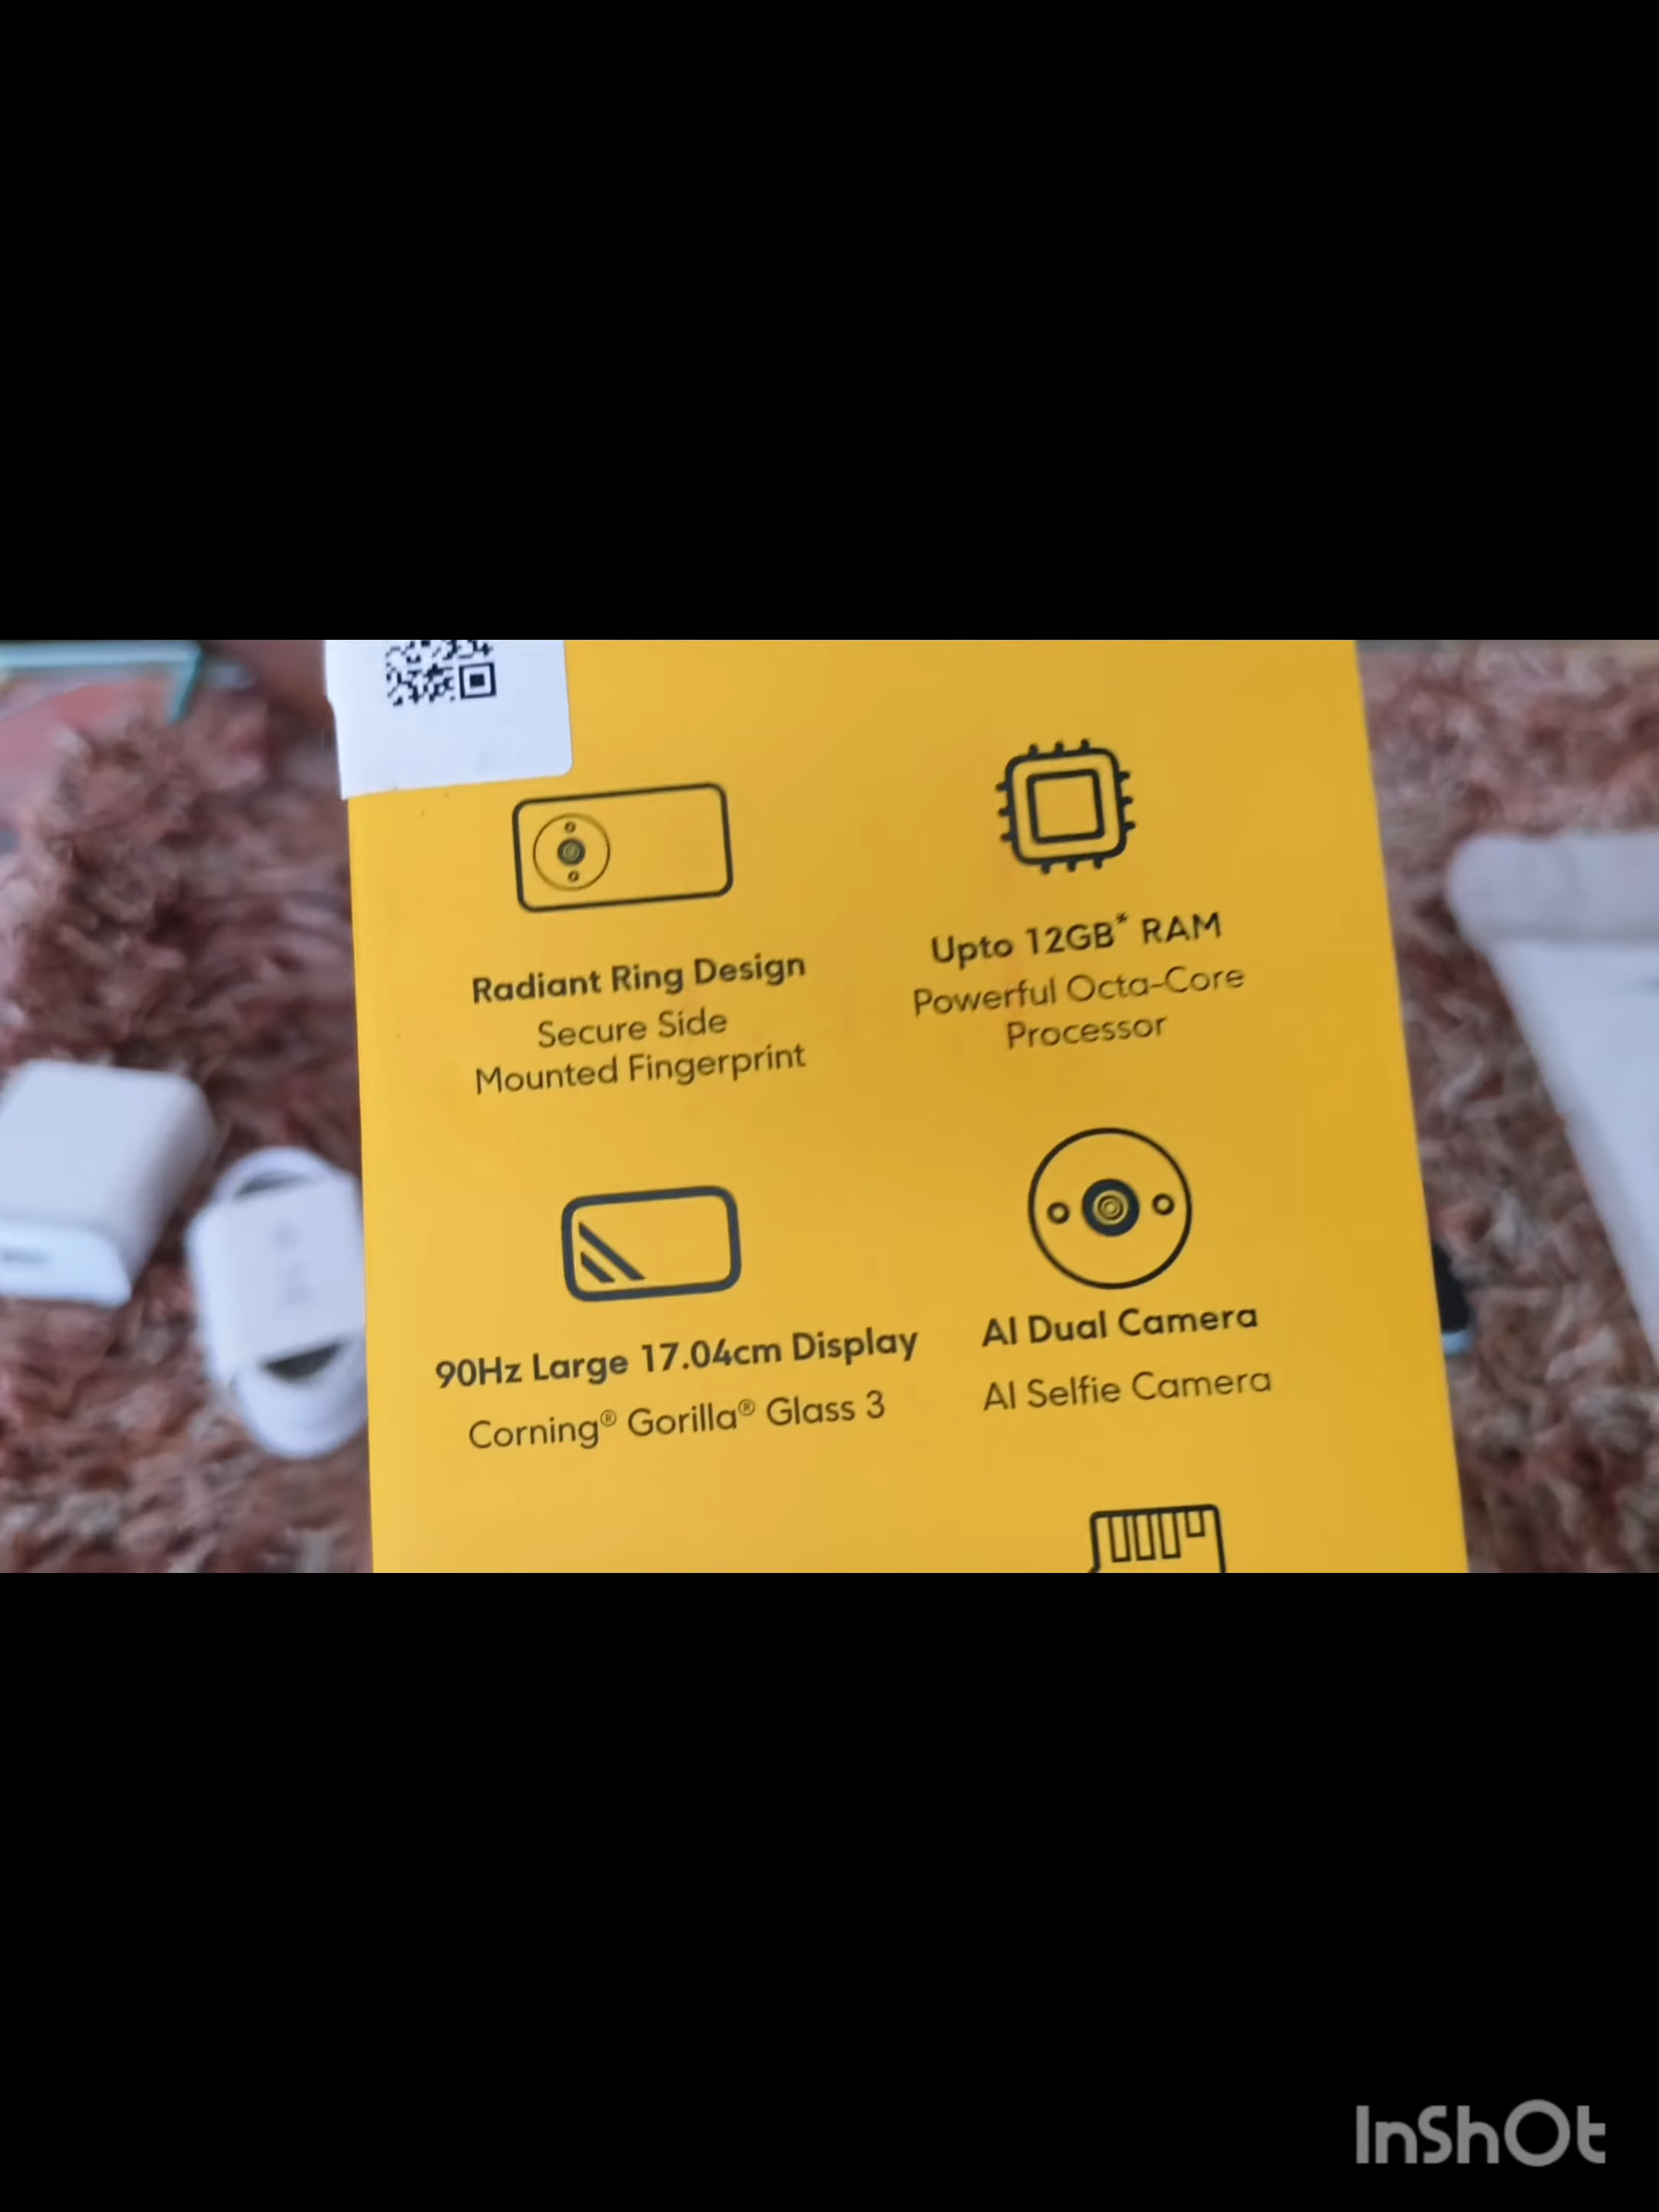 Radiant Ring Design
Secure Side
Mounted Fingerprint
Upto 12GB* RAM
Powerful Octa-Core
Processor
90Hz Large 17.04cm Display
Corning® Gorilla® Glass 3
AI Dual Camera
AI Selfie Camera
InShOt